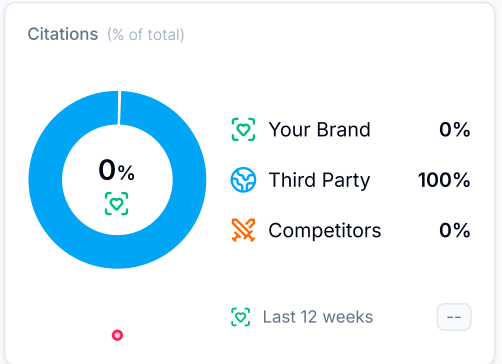 Citations (% of total)
0%
Your Brand 0%
Third Party 100%
Competitors 0%
Last 12 weeks --